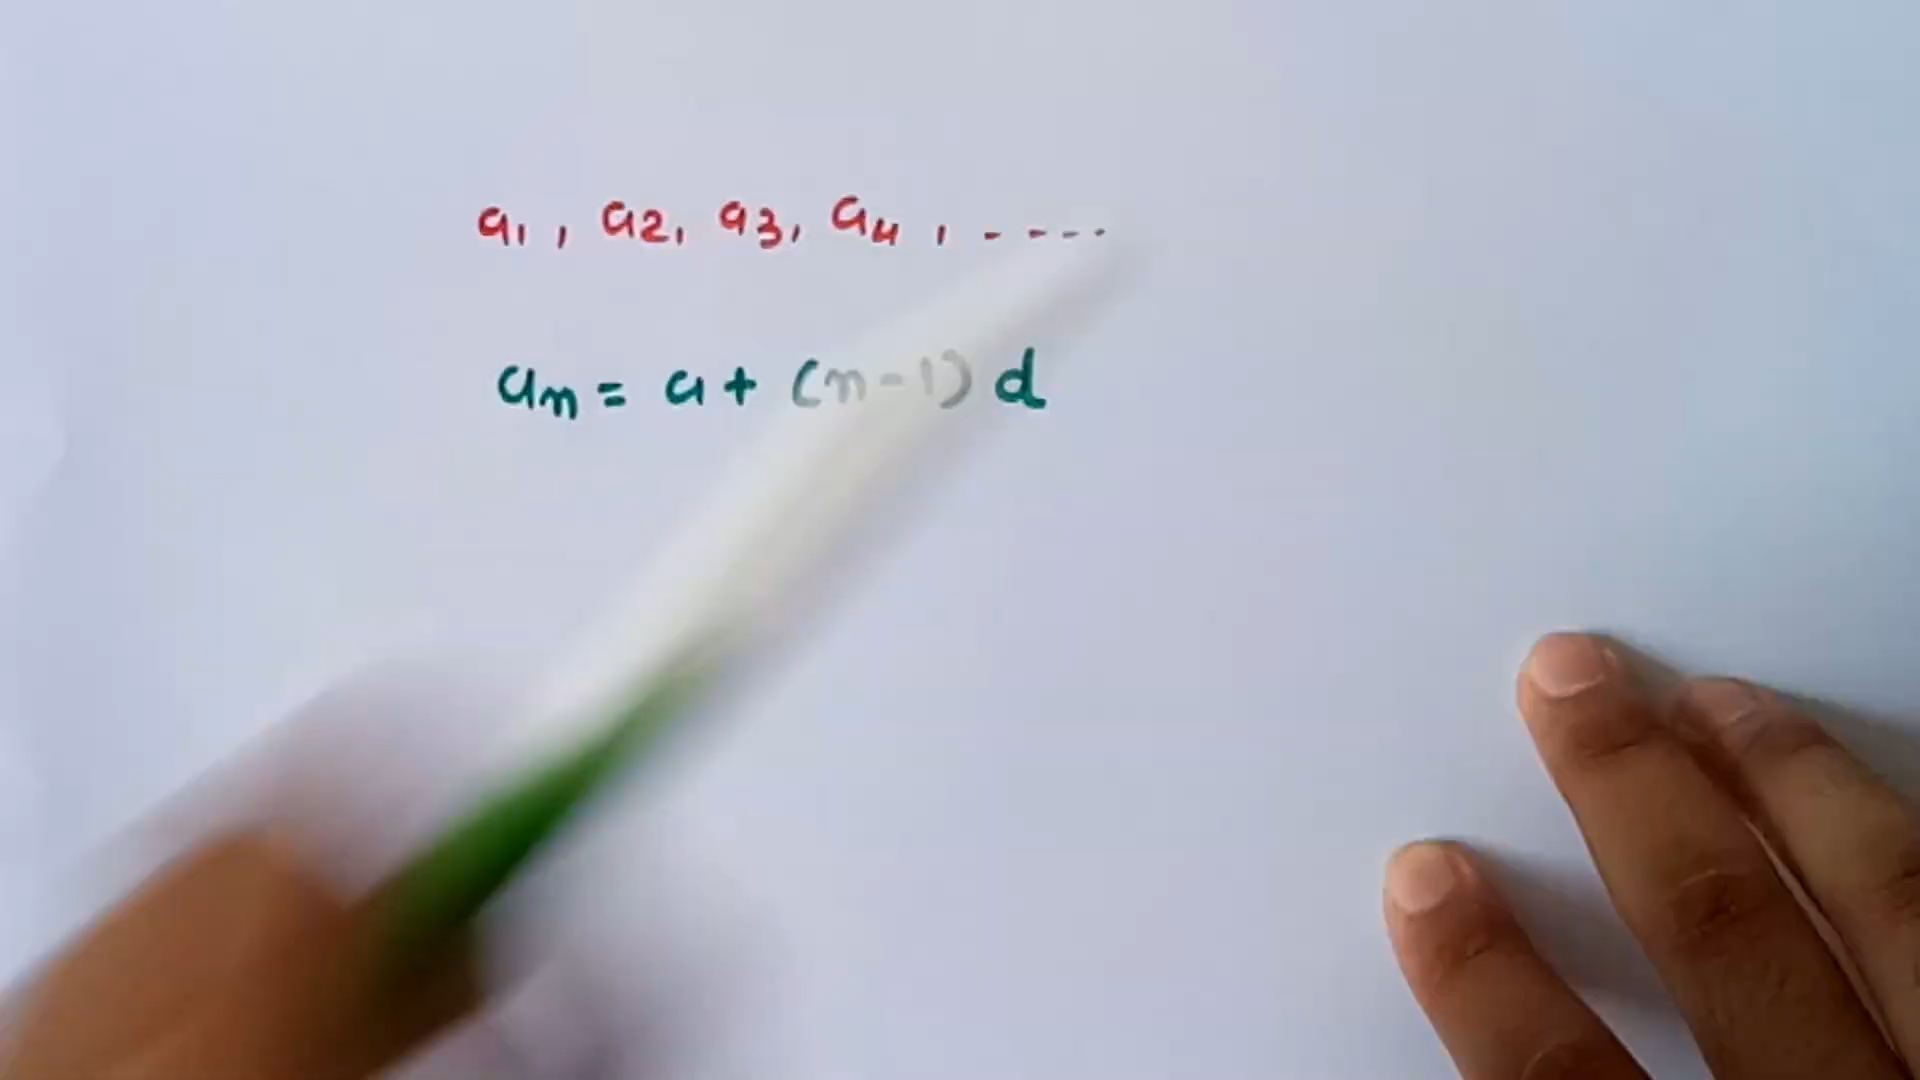 a1, a2, a3, a4, .....
an = a + (n-1) d